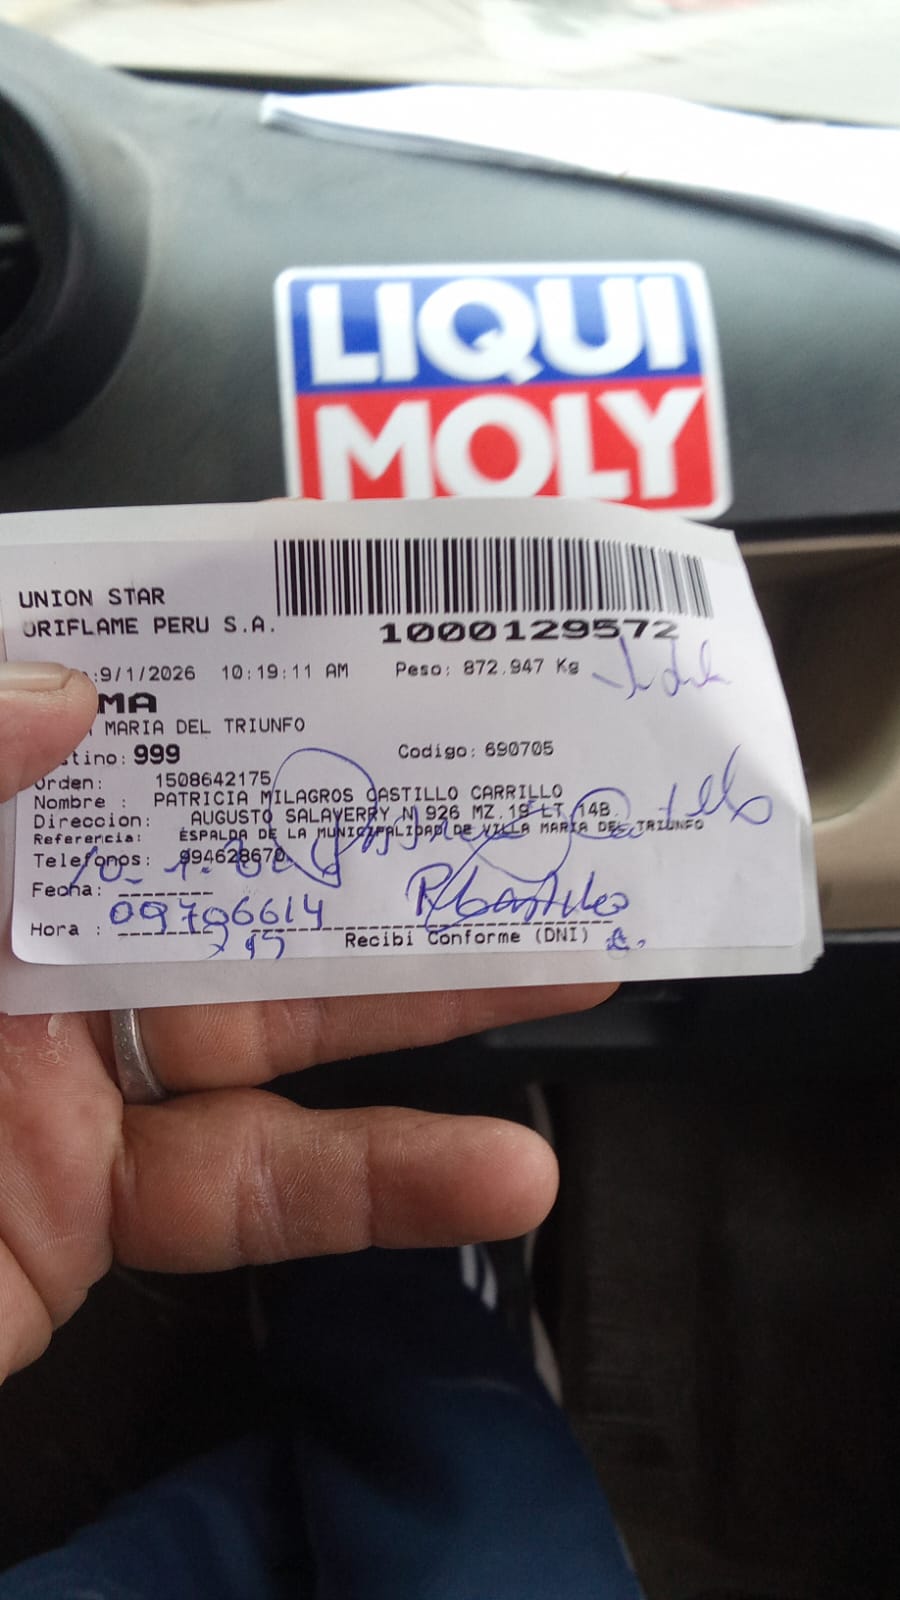 LIQUI
MOLY
UNION STAR
ORIFLAME PERU S.A.
1000129572
:9/1/2026 10:19:11 AM Peso: 872.947 Kg
MA
MARIA DEL TRIUNFO
tino: 999 Codigo: 690705
Orden: 1508642175
Nombre : PATRICIA MILAGROS CASTILLO CARRILLO
Direccion: AUGUSTO SALAVERRY N 926 MZ. 19 LT 14B.
Referencia: ESPALDA DE LA MUNICIPALIDAD DE VILLA MARIA DEL TRIUNFO
Telefonos: 994628670
Fecha:
Hora : 09706614
Recibi Conforme (DNI)